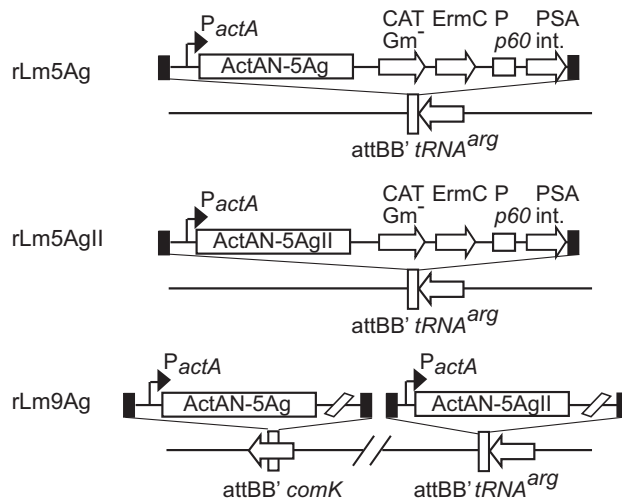 PactA
CAT ErmC P PSA
Gm⁻ p60 int.
rLm5Ag
ActAN-5Ag
attBB' tRNAarg
PactA
CAT ErmC P PSA
Gm⁻ p60 int.
rLm5AgII
ActAN-5AgII
attBB' tRNAarg
PactA PactA
rLm9Ag
ActAN-5Ag ActAN-5AgII
attBB' comK attBB' tRNAarg